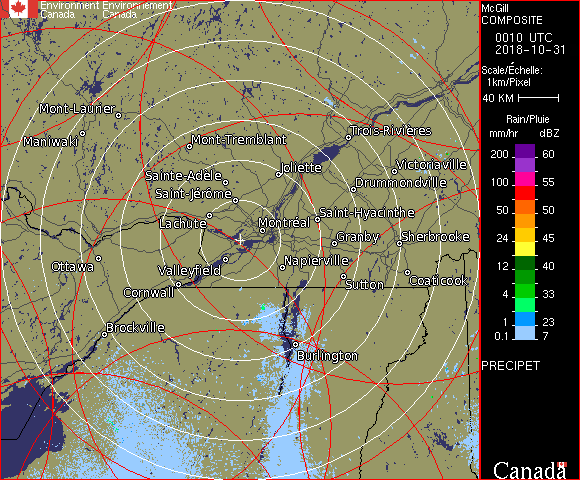 Environment Environnement
Canada Canada
McGill
COMPOSITE
0010 UTC
2018-10-31
Scale/Échelle:
1km/Pixel
40 KM
Rain/Pluie
mm/hr dBZ
200 60
100 55
50 50
24 45
12 40
4 33
1 23
0.1 7
PRECIPET
Canada
Mont-Laurier
Maniwaki
Mont-Tremblant
Trois-Rivières
Sainte-Adèle
Joliette
Victoriaville
Saint-Jérôme
Drummondville
Lachute
Montréal
Saint-Hyacinthe
Granby
Sherbrooke
Ottawa
Valleyfield
Napierville
Cornwall
Sutton
Coaticook
Brockville
Burlington